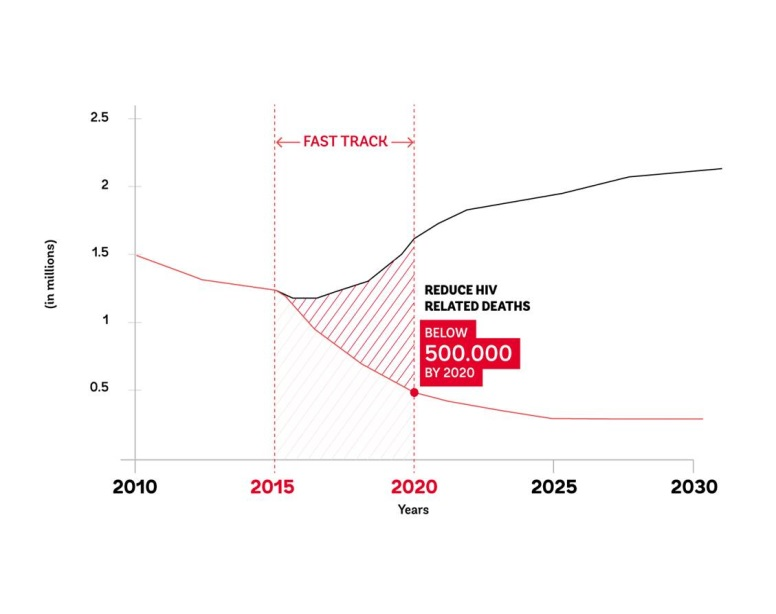 2.5
FAST TRACK
2
1.5
(in millions)
REDUCE HIV
RELATED DEATHS
1
BELOW
500.000
BY 2020
0.5
2010 2015 2020 2025 2030
Years